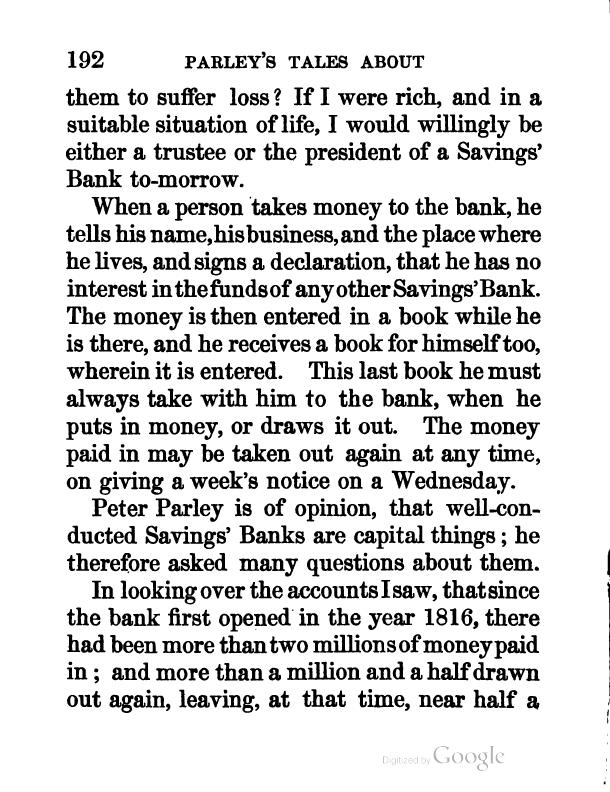 192 PARLEY'S TALES ABOUT
them to suffer loss? If I were rich, and in a
suitable situation of life, I would willingly be
either a trustee or the president of a Savings'
Bank to-morrow.
When a person takes money to the bank, he
tells his name, his business, and the place where
he lives, and signs a declaration, that he has no
interest in the funds of any other Savings' Bank.
The money is then entered in a book while he
is there, and he receives a book for himself too,
wherein it is entered. This last book he must
always take with him to the bank, when he
puts in money, or draws it out. The money
paid in may be taken out again at any time,
on giving a week's notice on a Wednesday.
Peter Parley is of opinion, that well-con-
ducted Savings' Banks are capital things; he
therefore asked many questions about them.
In looking over the accounts I saw, that since
the bank first opened in the year 1816, there
had been more than two millions of money paid
in; and more than a million and a half drawn
out again, leaving, at that time, near half a
Digitized by Google